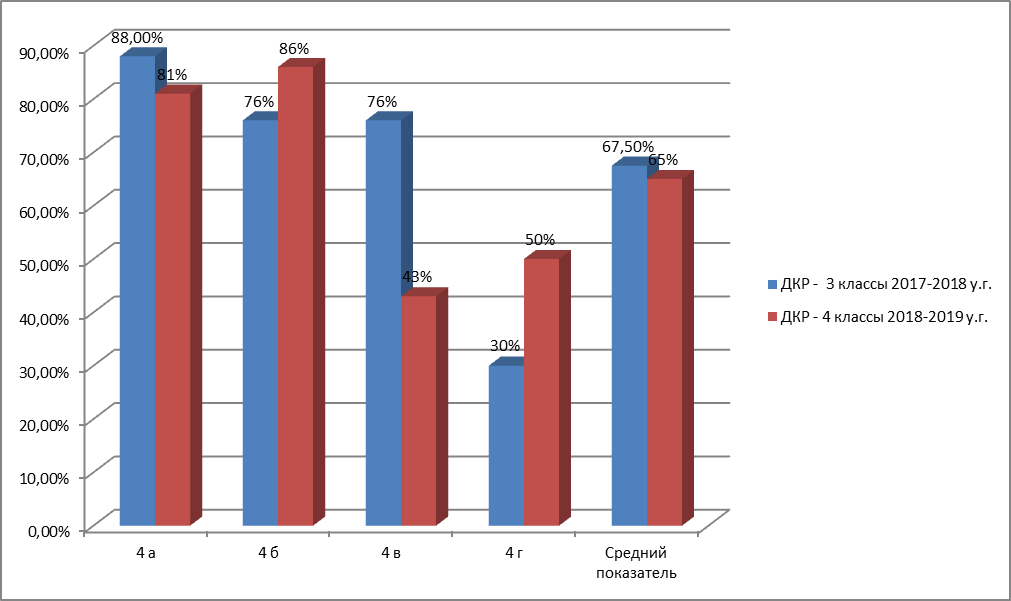 90,00%
80,00%
70,00%
60,00%
50,00%
40,00%
30,00%
20,00%
10,00%
0,00%
88,00%
81%
76%
86%
76%
43%
30%
50%
67,50%
65%
4 а
4 б
4 в
4 г
Средний
показатель
ДКР - 3 классы 2017-2018 у.г.
ДКР - 4 классы 2018-2019 у.г.